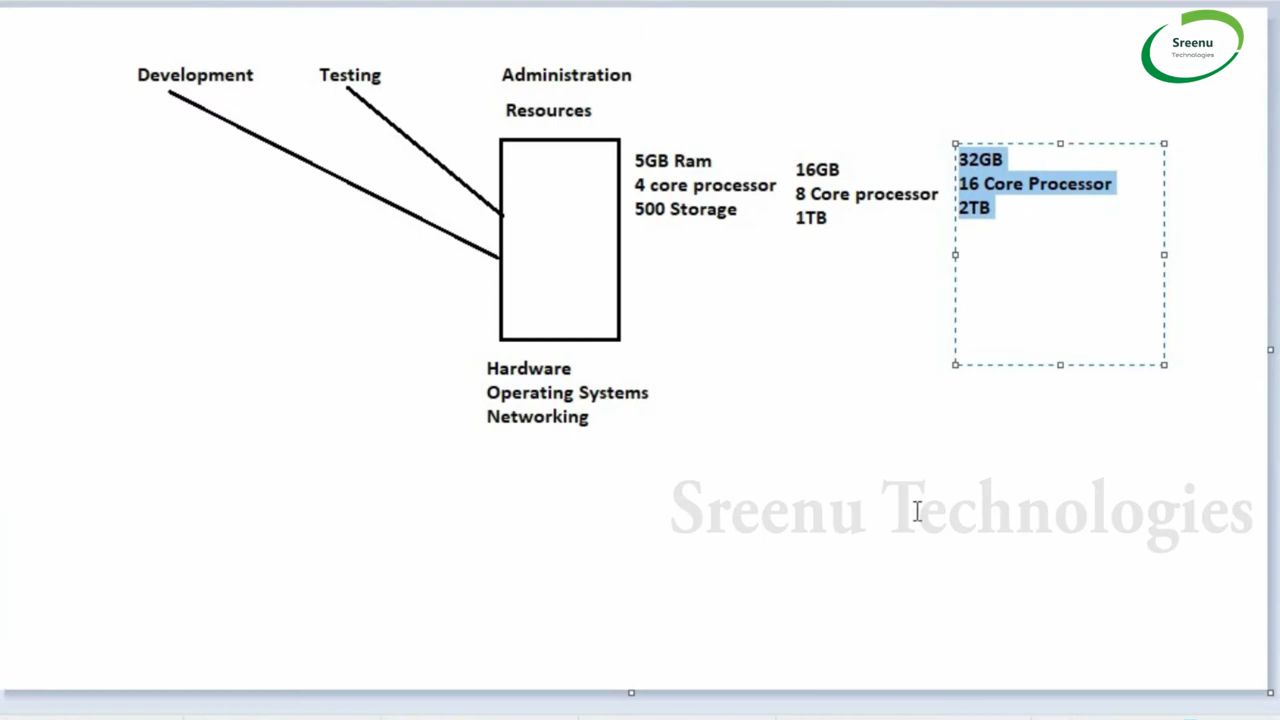 Sreenu
Technologies
Development
Testing
Administration
Resources
5GB Ram
4 core processor
500 Storage
16GB
8 Core processor
1TB
32GB
16 Core Processor
2TB
Hardware
Operating Systems
Networking
Sreenu Technologies